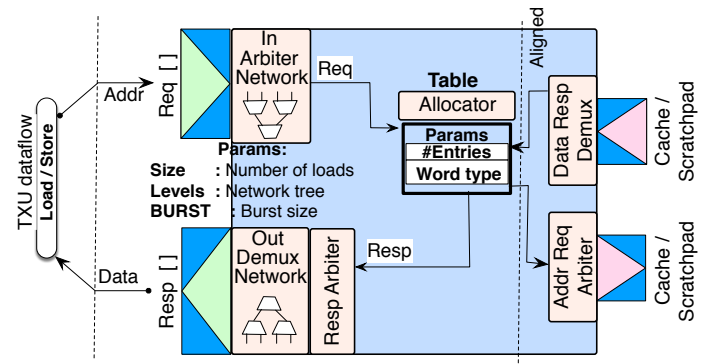 TXU dataflow
Load / Store
Addr
Data
Req [ ]
In
Arbiter
Network
Req
Params:
Size : Number of loads
Levels : Network tree
BURST : Burst size
Resp [ ]
Out
Demux
Network
Resp Arbiter
Resp
Table
Allocator
Params
#Entries
Word type
Aligned
Data Resp
Demux
Cache /
Scratchpad
Addr Req
Arbiter
Cache /
Scratchpad